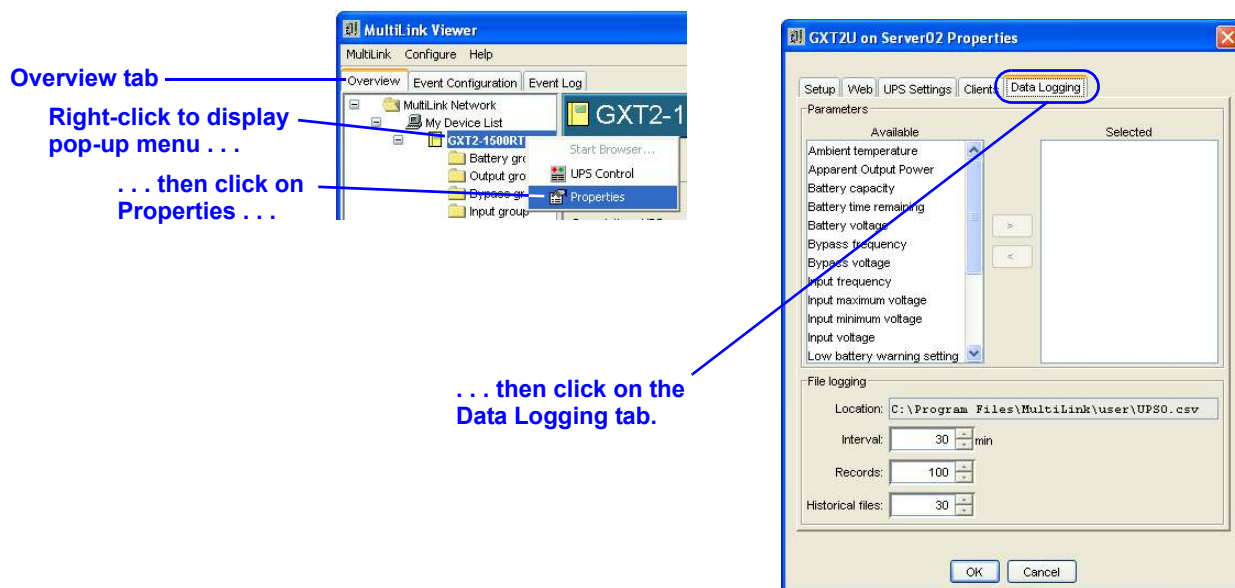 MultiLink Viewer
MultiLink Configure Help
Overview Event Configuration Event Log
MultiLink Network
My Device List
GXT2-1500RT
Battery gr
Output gro
Bypass gr
Input group
GXT2-1
Start Browser...
UPS Control
Properties
Overview tab
Right-click to display
pop-up menu . . .
. . . then click on
Properties . . .
. . . then click on the
Data Logging tab.
GXT2U on Server02 Properties
Setup Web UPS Settings Clients Data Logging
Parameters
Available
Selected
Ambient temperature
Apparent Output Power
Battery capacity
Battery time remaining
Battery voltage
Bypass frequency
Bypass voltage
Input frequency
Input maximum voltage
Input minimum voltage
Input voltage
Low battery warning setting
>
<
File logging
Location: C:\Program Files\MultiLink\user\UPS0.csv
Interval: 30 min
Records: 100
Historical files: 30
OK Cancel